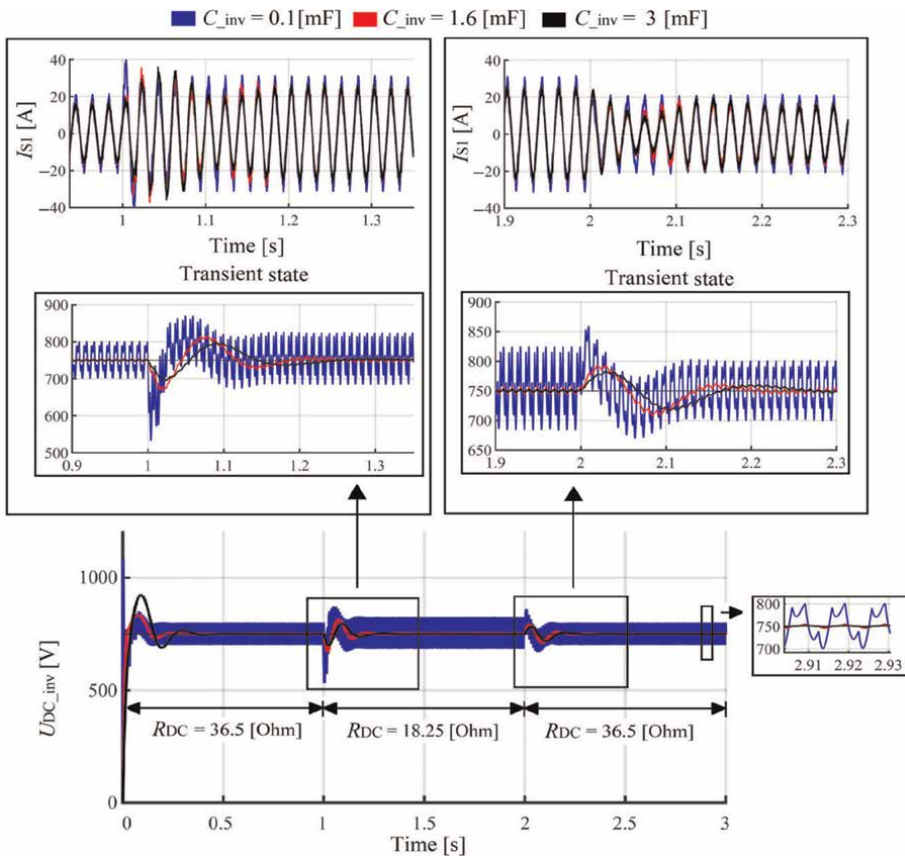 C_inv = 0.1 [mF] C_inv = 1.6 [mF] C_inv = 3 [mF]
40
20
0
−20
−40
IS1 [A]
1 1.1 1.2 1.3
Time [s]
Transient state
40
20
0
−20
−40
IS1 [A]
1.9 2 2.1 2.2 2.3
Time [s]
Transient state
900
800
700
600
500
0.9 1 1.1 1.2 1.3
900
850
800
750
700
650
1.9 2 2.1 2.2 2.3
1000
500
0
UDC_inv [V]
RDC = 36.5 [Ohm] RDC = 18.25 [Ohm] RDC = 36.5 [Ohm]
0 0.5 1 1.5 2 2.5 3
Time [s]
800
750
700
2.91 2.92 2.93